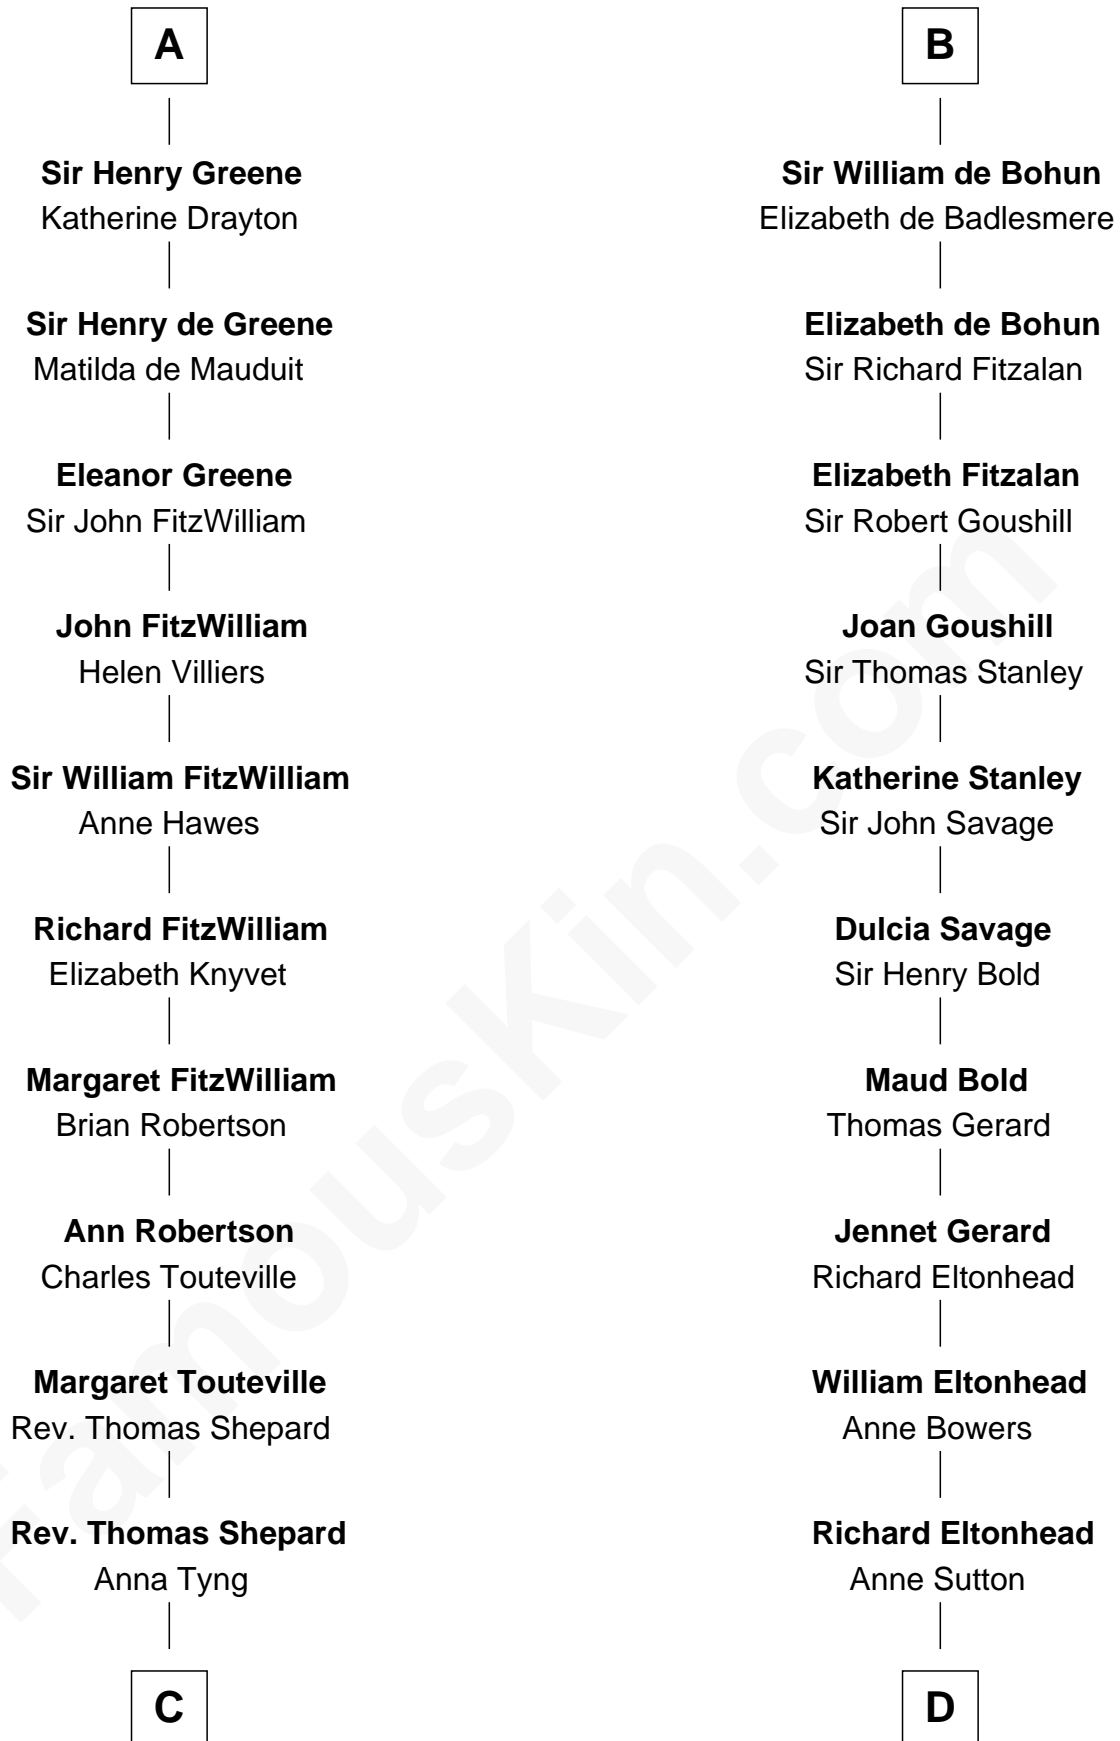 A
Sir Henry Greene
Katherine Drayton
Sir Henry de Greene
Matilda de Mauduit
Eleanor Greene
Sir John FitzWilliam
John FitzWilliam
Helen Villiers
Sir William FitzWilliam
Anne Hawes
Richard FitzWilliam
Elizabeth Knyvet
Margaret FitzWilliam
Brian Robertson
Ann Robertson
Charles Touteville
Margaret Touteville
Rev. Thomas Shepard
Rev. Thomas Shepard
Anna Tyng
C
B
Sir William de Bohun
Elizabeth de Badlesmere
Elizabeth de Bohun
Sir Richard Fitzalan
Elizabeth Fitzalan
Sir Robert Goushill
Joan Goushill
Sir Thomas Stanley
Katherine Stanley
Sir John Savage
Dulcia Savage
Sir Henry Bold
Maud Bold
Thomas Gerard
Jennet Gerard
Richard Eltonhead
William Eltonhead
Anne Bowers
Richard Eltonhead
Anne Sutton
D
FamousKin.com